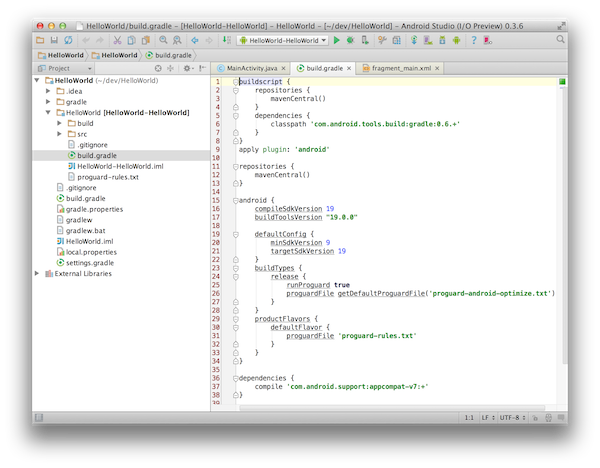 HelloWorld/build.gradle – [HelloWorld-HelloWorld] – HelloWorld – [~/dev/HelloWorld] – Android Studio (I/O Preview) 0.3.6
HelloWorld-HelloWorld
HelloWorld
HelloWorld
build.gradle
Project
MainActivity.java
build.gradle
fragment_main.xml
HelloWorld (~/dev/HelloWorld)
.idea
gradle
HelloWorld [HelloWorld-HelloWorld]
build
src
.gitignore
build.gradle
HelloWorld-HelloWorld.iml
proguard-rules.txt
.gitignore
build.gradle
gradle.properties
gradlew
gradlew.bat
HelloWorld.iml
local.properties
settings.gradle
External Libraries
1 buildscript {
2 repositories {
3 mavenCentral()
4 }
5 dependencies {
6 classpath 'com.android.tools.build:gradle:0.6.+'
7 }
8 }
9 apply plugin: 'android'
10
11 repositories {
12 mavenCentral()
13 }
14
15 android {
16 compileSdkVersion 19
17 buildToolsVersion "19.0.0"
18
19 defaultConfig {
20 minSdkVersion 9
21 targetSdkVersion 19
22 }
23 buildTypes {
24 release {
25 runProguard true
26 proguardFile getDefaultProguardFile('proguard-android-optimize.txt')
27 }
28 }
29 productFlavors {
30 defaultFlavor {
31 proguardFile 'proguard-rules.txt'
32 }
33 }
34 }
35
36 dependencies {
37 compile 'com.android.support:appcompat-v7:+'
38 }
39
1:1 LF UTF-8